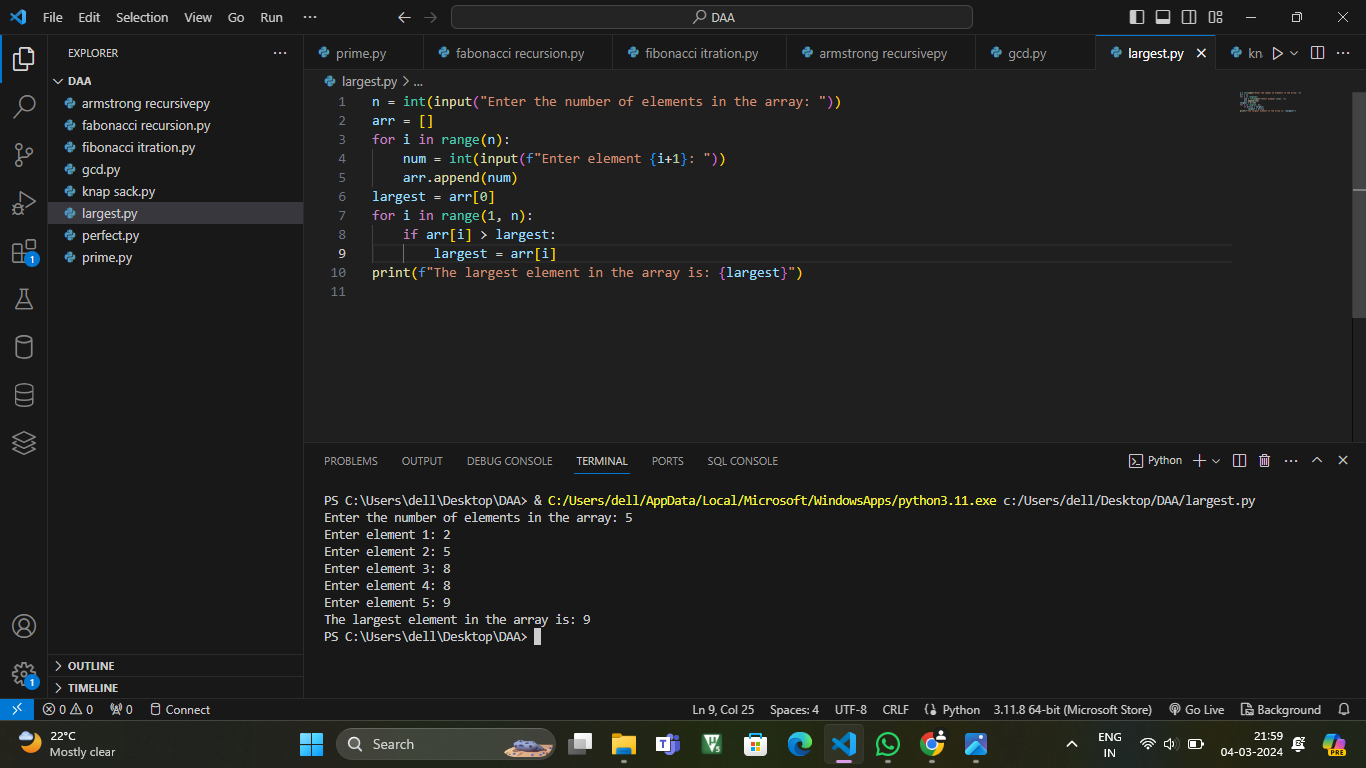 File Edit Selection View Go Run ··· DAA
EXPLORER ···
DAA
armstrong recursivepy
fabonacci recursion.py
fibonacci itration.py
gcd.py
knap sack.py
largest.py
perfect.py
prime.py
OUTLINE
TIMELINE
prime.py fabonacci recursion.py fibonacci itration.py armstrong recursivepy gcd.py largest.py kn
largest.py > ...
1 n = int(input("Enter the number of elements in the array: "))
2 arr = []
3 for i in range(n):
4     num = int(input(f"Enter element {i+1}: "))
5     arr.append(num)
6 largest = arr[0]
7 for i in range(1, n):
8     if arr[i] > largest:
9         largest = arr[i]
10 print(f"The largest element in the array is: {largest}")
11
PROBLEMS OUTPUT DEBUG CONSOLE TERMINAL PORTS SQL CONSOLE Python
PS C:\Users\dell\Desktop\DAA> & C:/Users/dell/AppData/Local/Microsoft/WindowsApps/python3.11.exe c:/Users/dell/Desktop/DAA/largest.py
Enter the number of elements in the array: 5
Enter element 1: 2
Enter element 2: 5
Enter element 3: 8
Enter element 4: 8
Enter element 5: 9
The largest element in the array is: 9
PS C:\Users\dell\Desktop\DAA>
1
1
0 0 0 Connect Ln 9, Col 25 Spaces: 4 UTF-8 CRLF Python 3.11.8 64-bit (Microsoft Store) Go Live Background
22°C
Mostly clear
Search
ENG
IN
21:59
04-03-2024
PRE